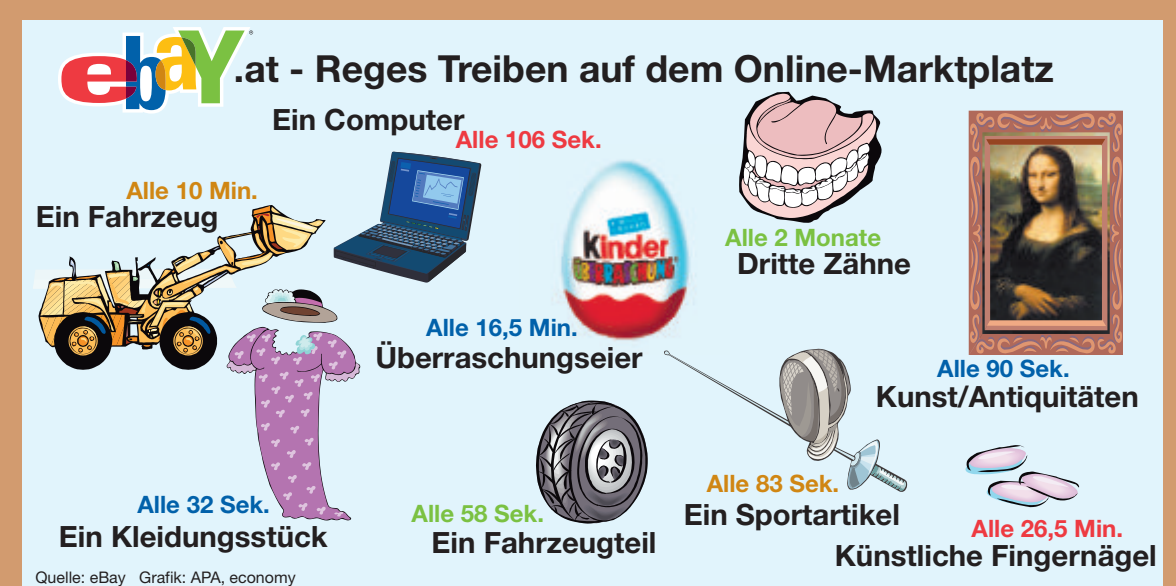 ebaY.at - Reges Treiben auf dem Online-Marktplatz
Ein Computer
Alle 106 Sek.
Alle 10 Min.
Ein Fahrzeug
Kinder
ÜBERRASCHUNG
Alle 16,5 Min.
Überraschungseier
Alle 2 Monate
Dritte Zähne
Alle 90 Sek.
Kunst/Antiquitäten
Alle 32 Sek.
Ein Kleidungsstück
Alle 58 Sek.
Ein Fahrzeugteil
Alle 83 Sek.
Ein Sportartikel
Alle 26,5 Min.
Künstliche Fingernägel
Quelle: eBay Grafik: APA, economy